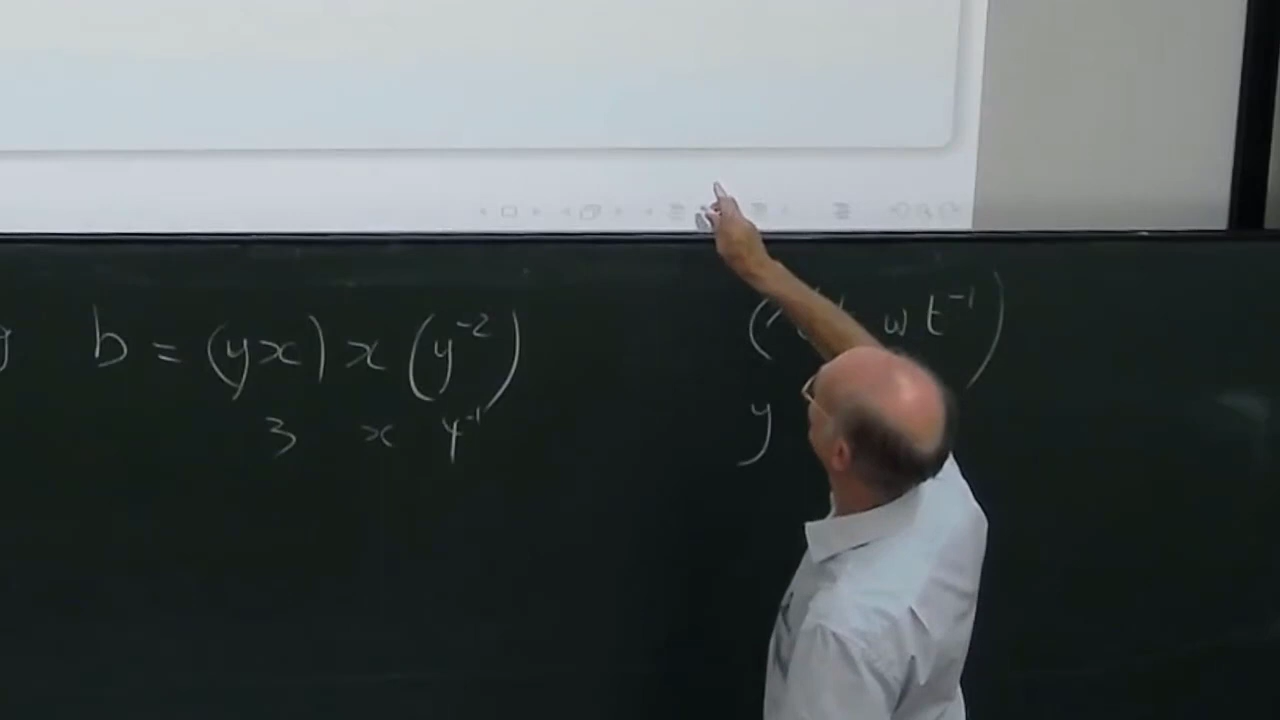 b = (yx) x (y⁻²)
w t⁻¹)
3 x y⁻¹
y